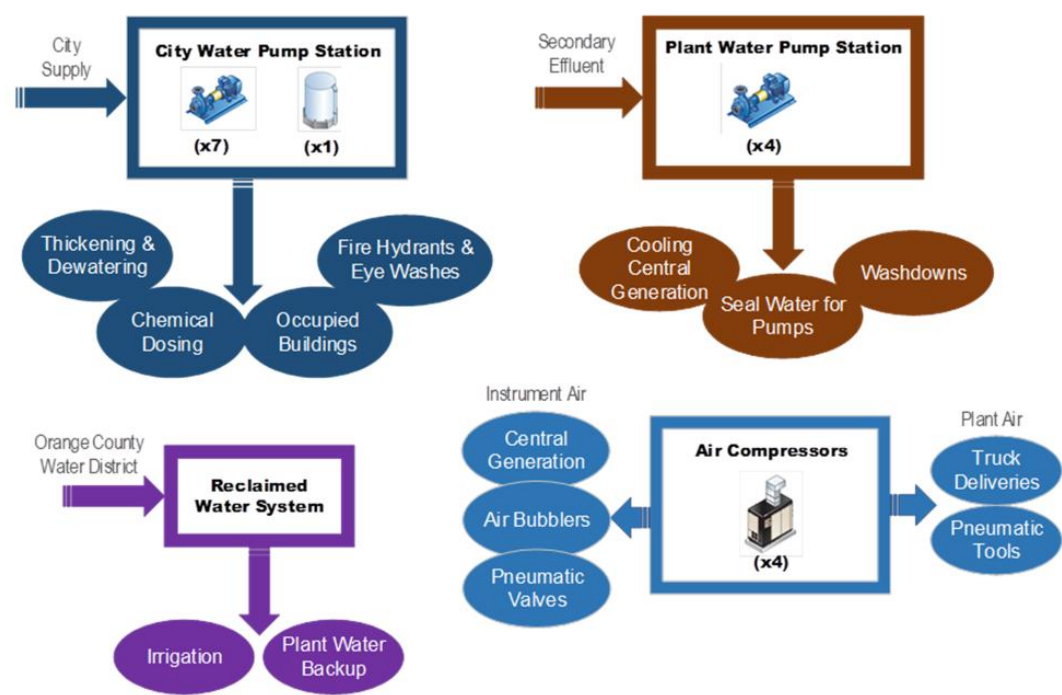 City
Supply
City Water Pump Station
(x7)
(x1)
Thickening &
Dewatering
Chemical
Dosing
Occupied
Buildings
Fire Hydrants &
Eye Washes
Secondary
Effluent
Plant Water Pump Station
(x4)
Cooling
Central
Generation
Seal Water for
Pumps
Washdowns
Orange County
Water District
Reclaimed
Water System
Irrigation
Plant Water
Backup
Instrument Air
Central
Generation
Air Bubblers
Pneumatic
Valves
Air Compressors
(x4)
Plant Air
Truck
Deliveries
Pneumatic
Tools